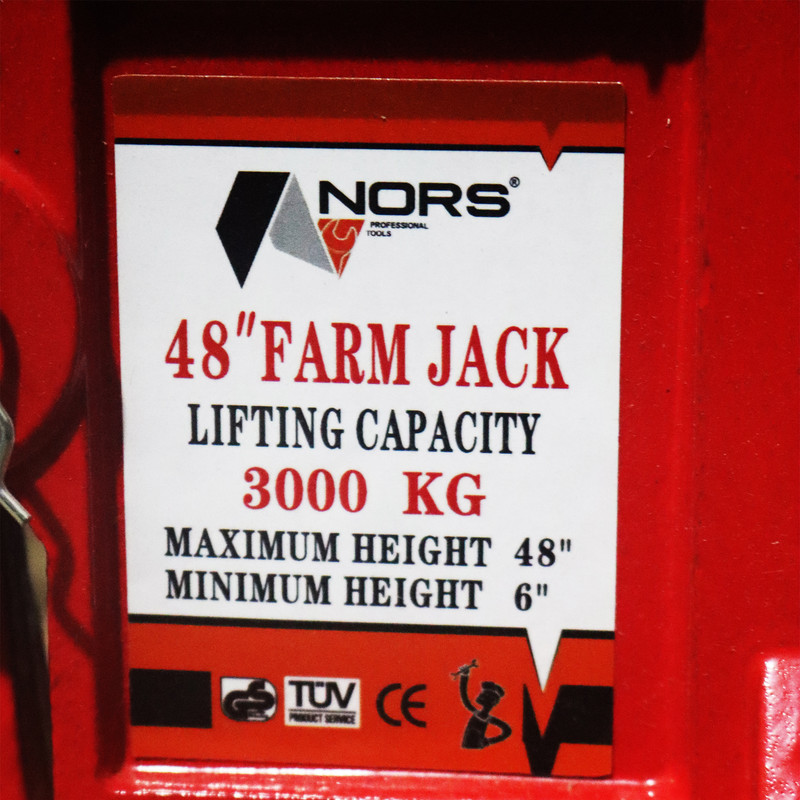 NORS®
PROFESSIONAL
TOOLS
48" FARM JACK
LIFTING CAPACITY
3000 KG
MAXIMUM HEIGHT 48"
MINIMUM HEIGHT 6"
GS TÜV CE
PRODUCT SERVICE